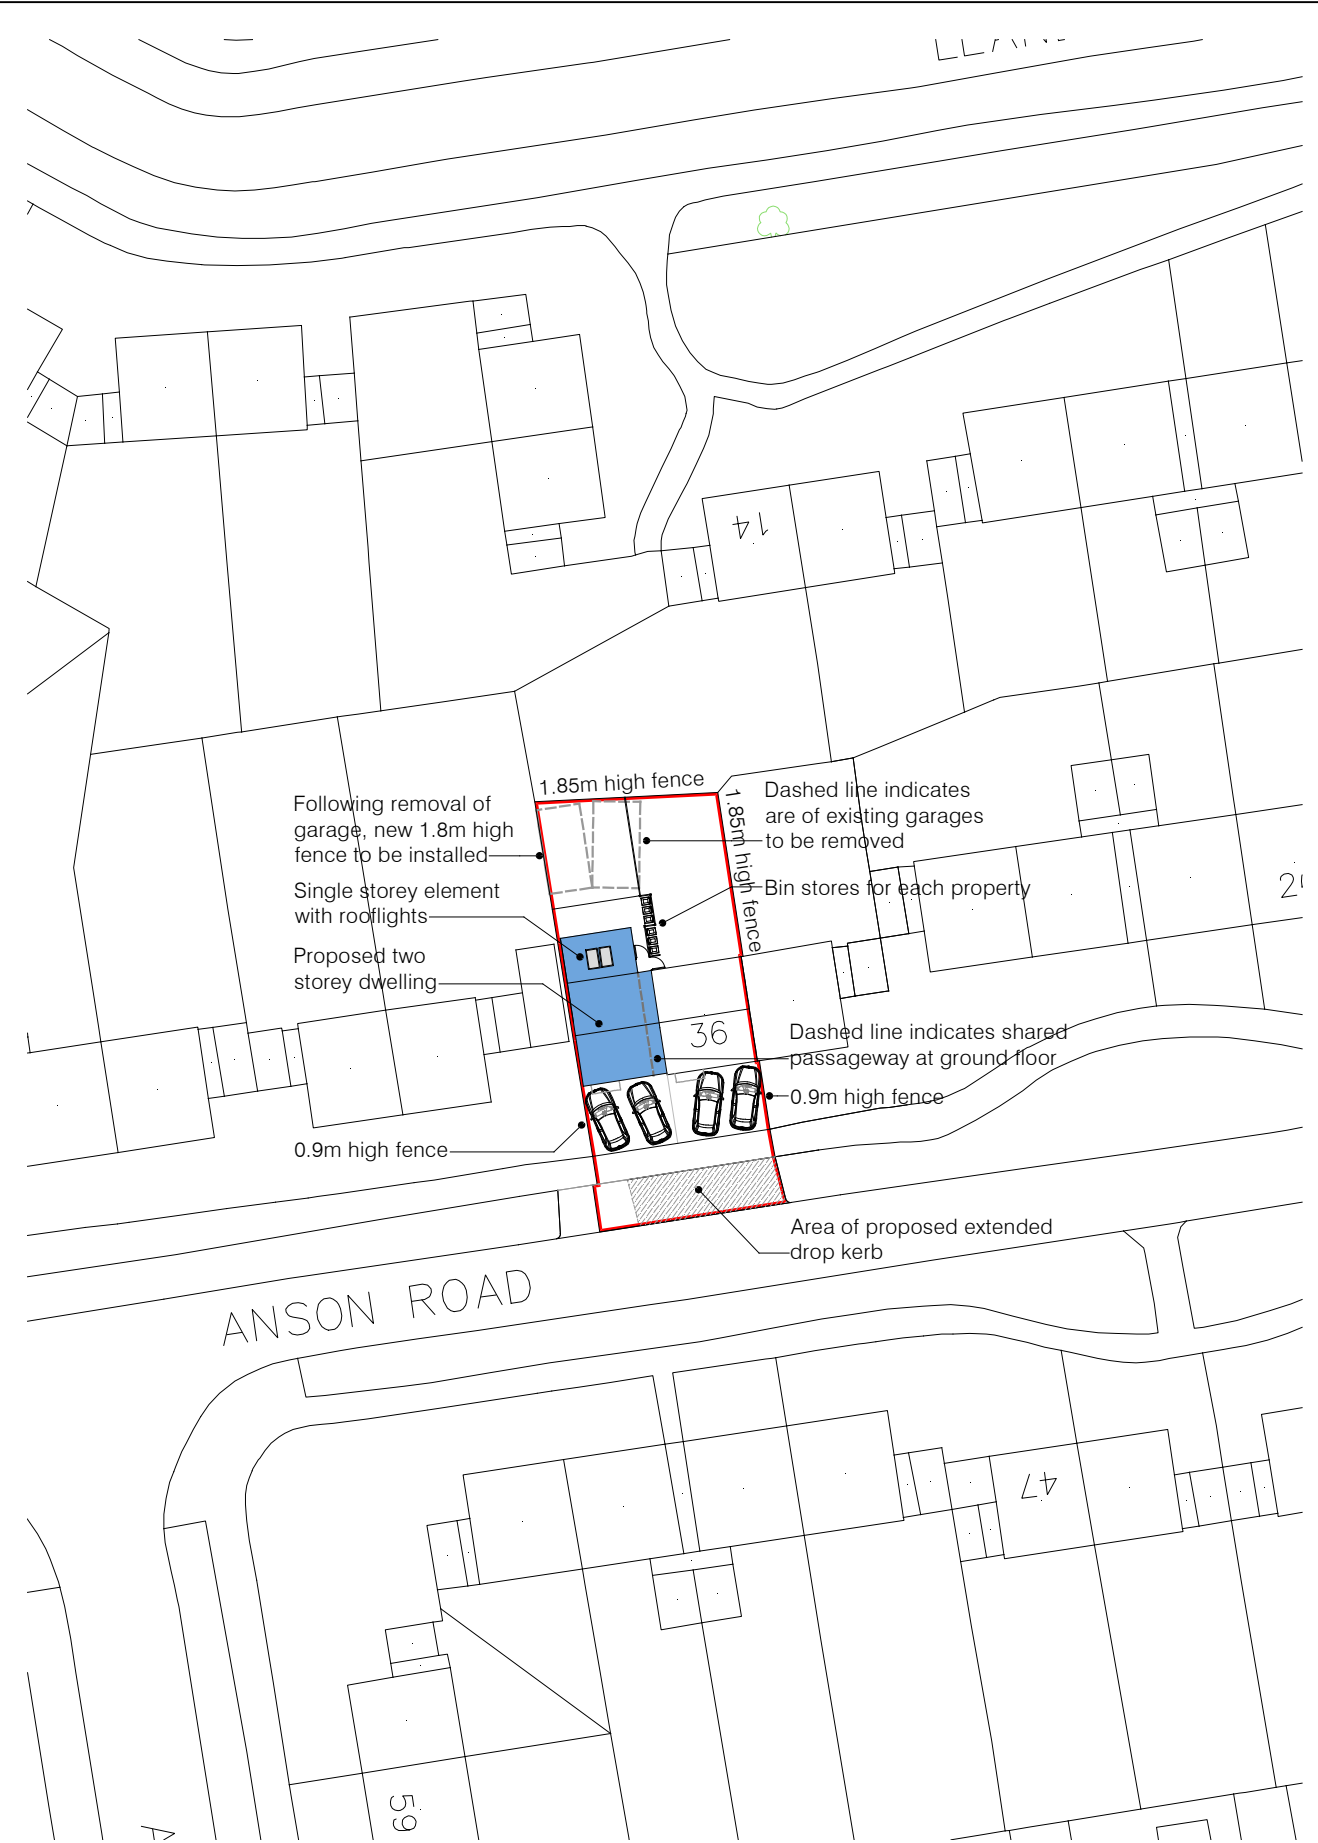 14
1.85m high fence
Following removal of
garage, new 1.8m high
fence to be installed
Dashed line indicates
are of existing garages
to be removed
1.85m high fence
Single storey element
with rooflights
Bin stores for each property
Proposed two
storey dwelling
36
Dashed line indicates shared
passageway at ground floor
0.9m high fence
0.9m high fence
Area of proposed extended
drop kerb
ANSON ROAD
47
59